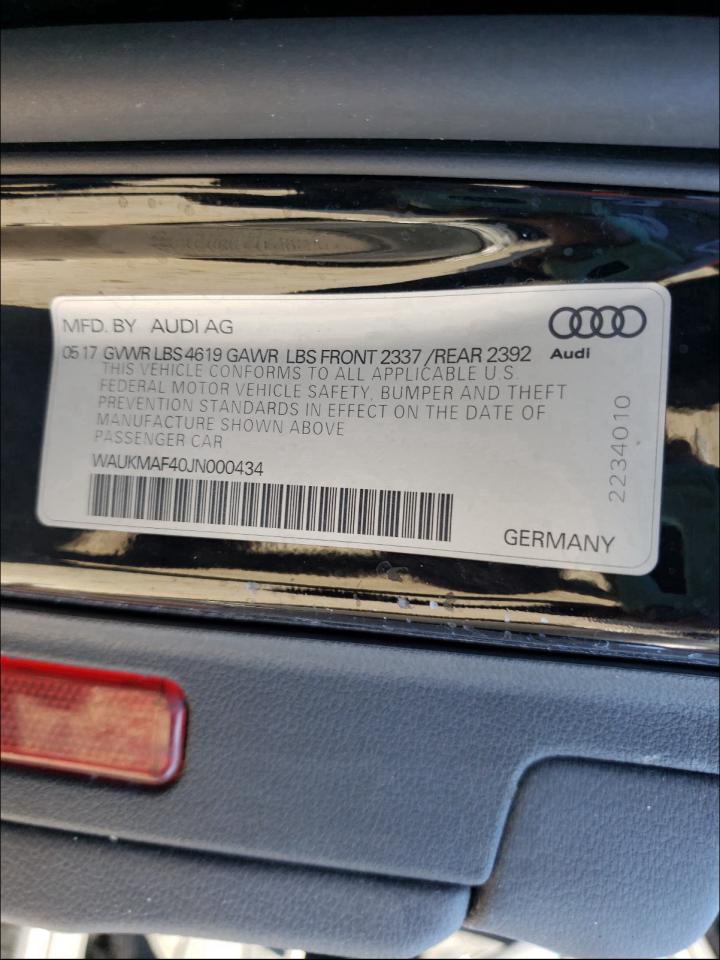 MFD. BY AUDI AG
05 17 GVWR LBS 4619 GAWR LBS FRONT 2337 /REAR 2392
Audi
THIS VEHICLE CONFORMS TO ALL APPLICABLE U.S
FEDERAL MOTOR VEHICLE SAFETY, BUMPER AND THEFT
PREVENTION STANDARDS IN EFFECT ON THE DATE OF
MANUFACTURE SHOWN ABOVE
PASSENGER CAR
WAUKMAF40JN000434
GERMANY
2234010